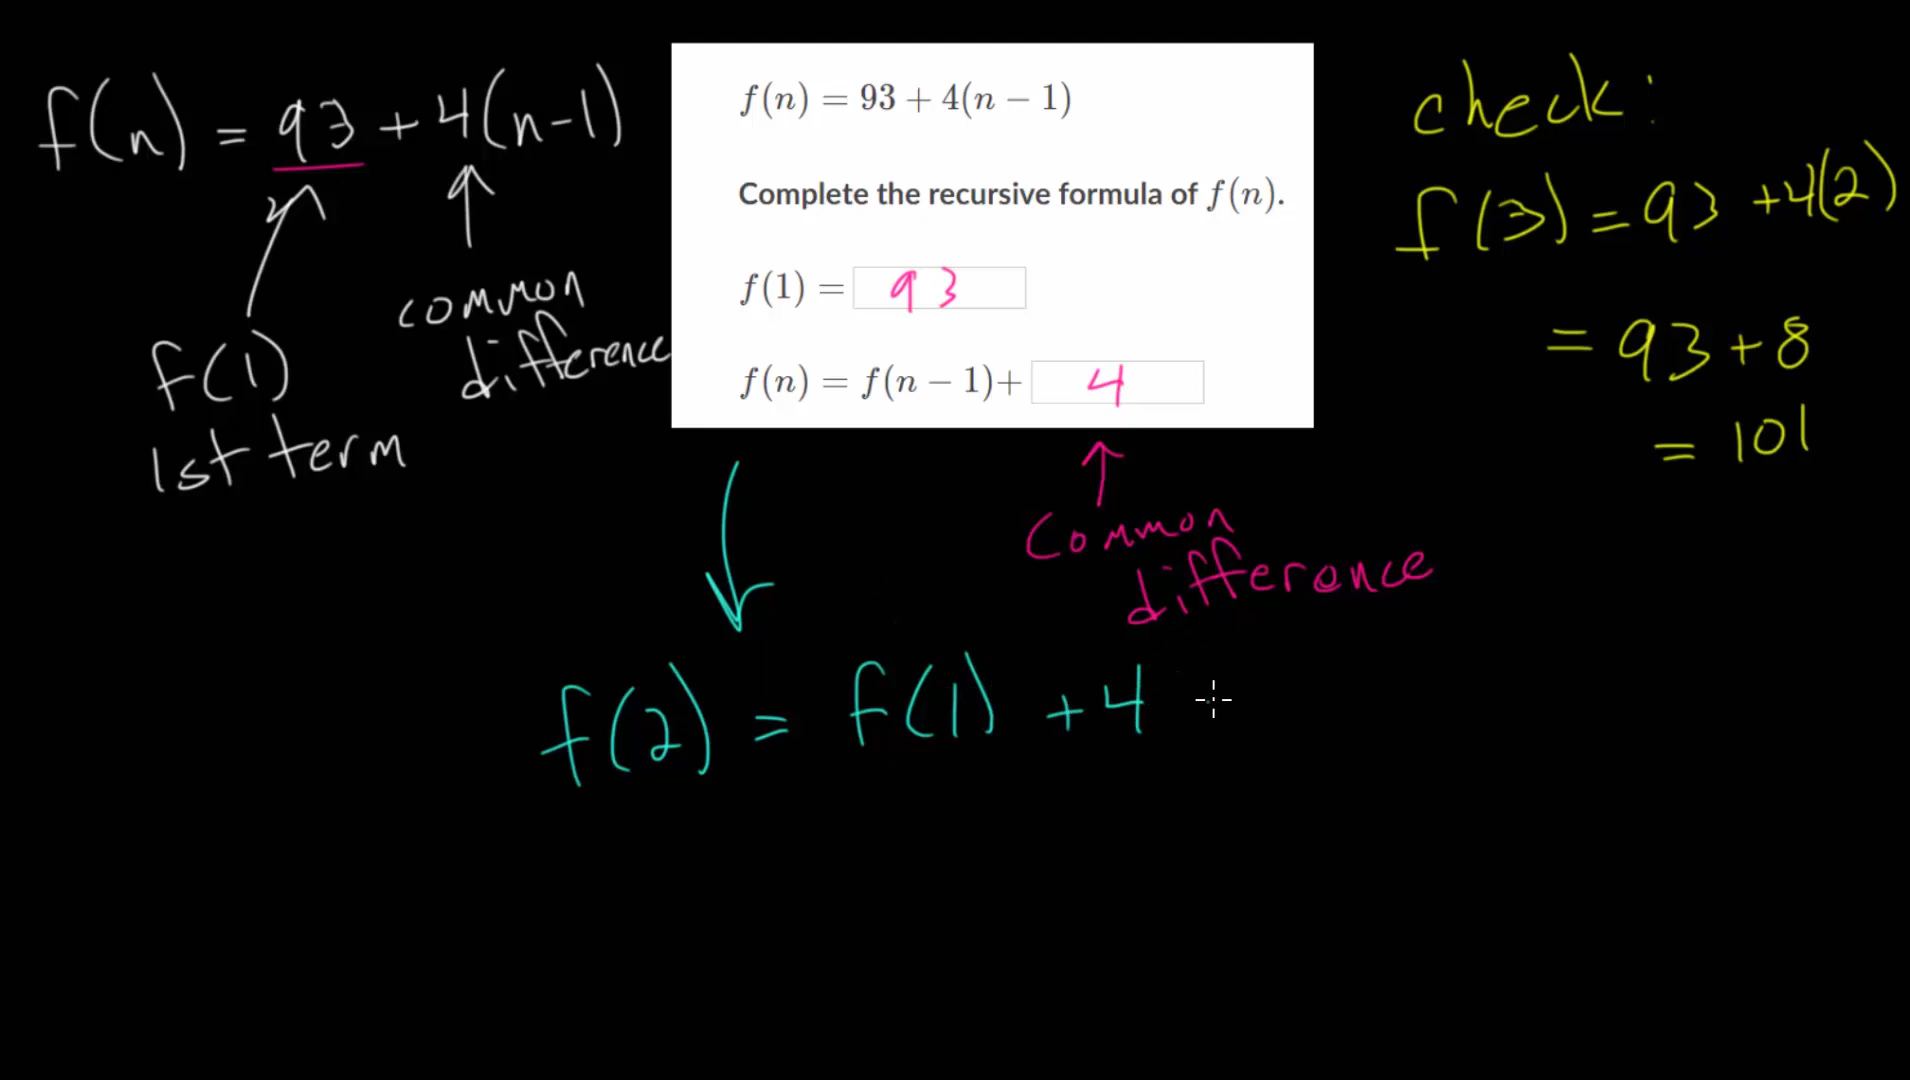 f(n) = 93 + 4(n-1)
f(1)
1st term
common
difference
f(n) = 93 + 4(n − 1)
Complete the recursive formula of f(n).
f(1) = 93
f(n) = f(n − 1)+ 4
common
difference
check:
f(3) = 93 +4(2)
= 93 + 8
= 101
f(2) = f(1) +4